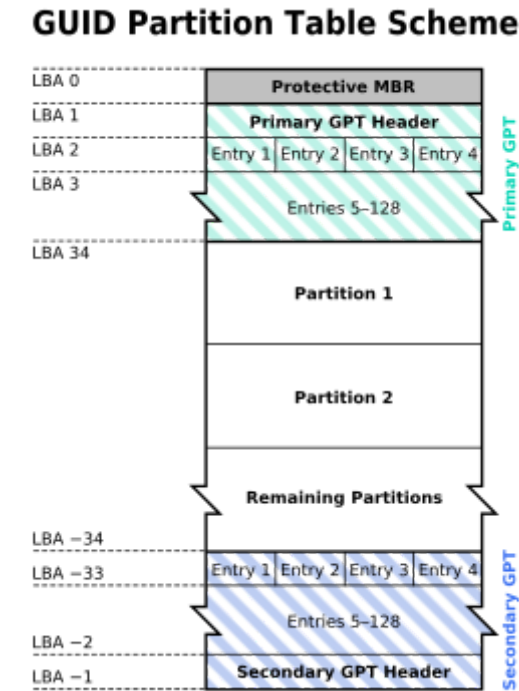 GUID Partition Table Scheme
LBA 0
Protective MBR
LBA 1
Primary GPT Header
LBA 2
Entry 1 Entry 2 Entry 3 Entry 4
LBA 3
Entries 5–128
Primary GPT
LBA 34
Partition 1
Partition 2
Remaining Partitions
LBA −34
Entry 1 Entry 2 Entry 3 Entry 4
LBA −33
Entries 5–128
LBA −2
Secondary GPT Header
LBA −1
Secondary GPT